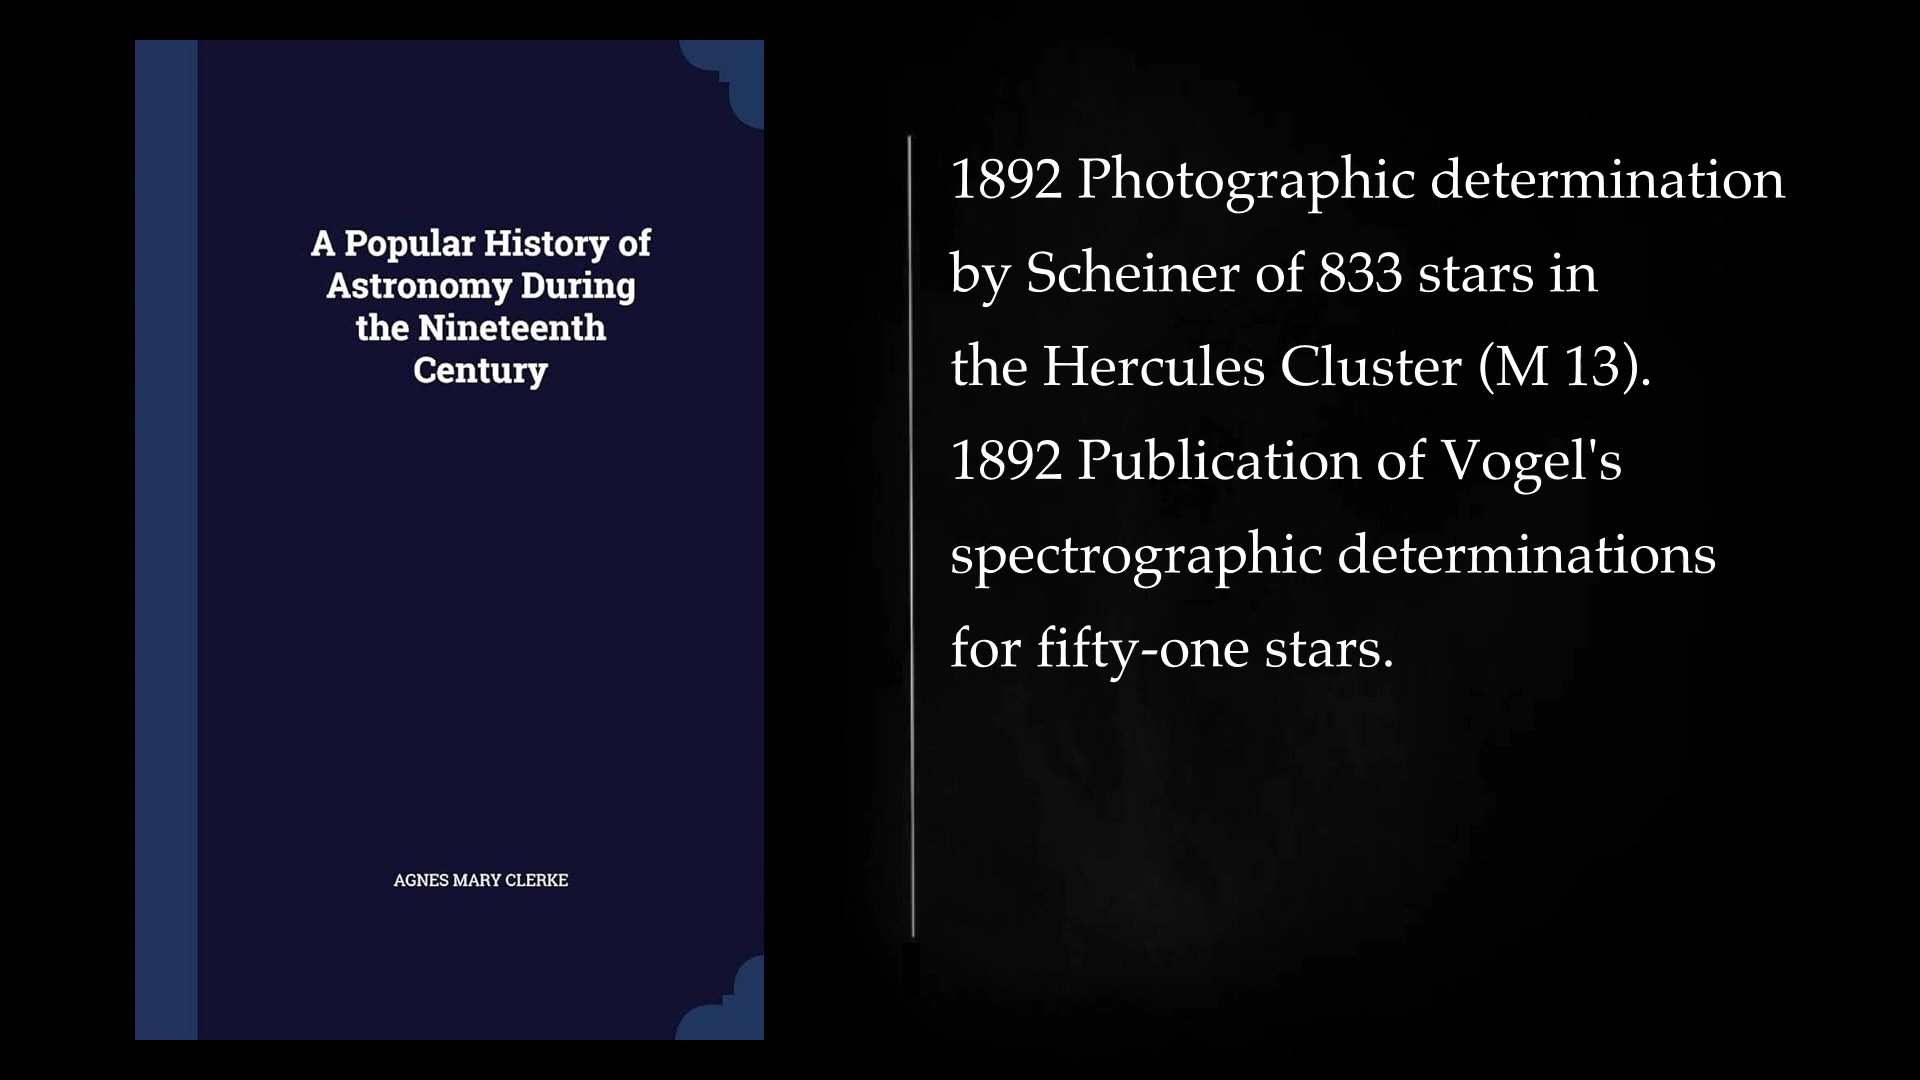 A Popular History of
Astronomy During
the Nineteenth
Century
AGNES MARY CLERKE
1892 Photographic determination
by Scheiner of 833 stars in
the Hercules Cluster (M 13).
1892 Publication of Vogel's
spectrographic determinations
for fifty-one stars.